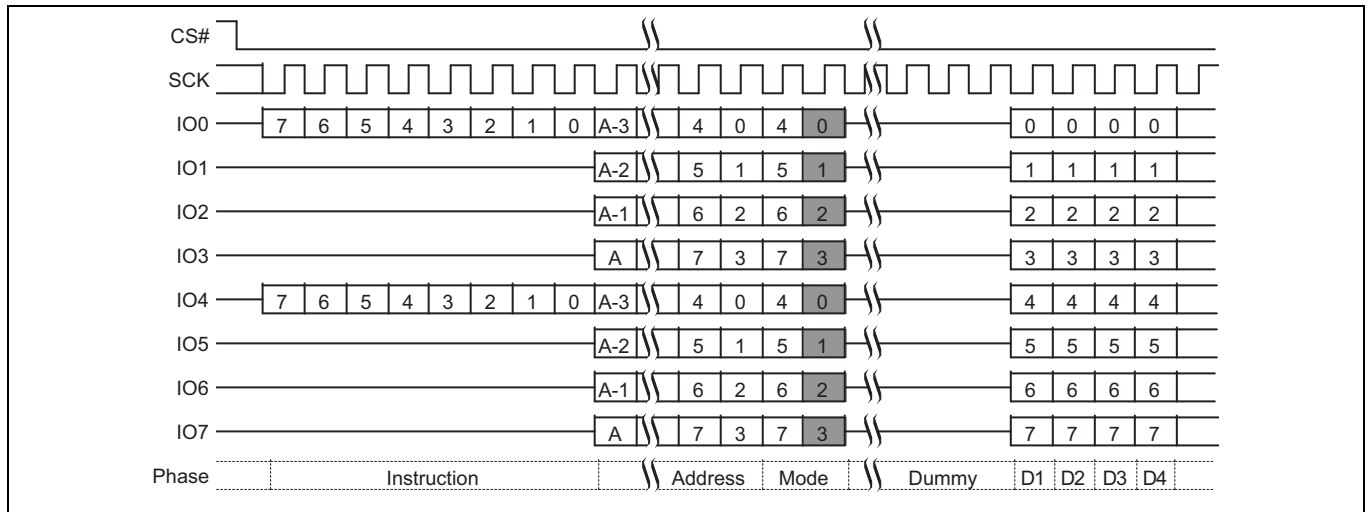 CS#
SCK
IO0 7 6 5 4 3 2 1 0 A-3 4 0 4 0 0 0 0 0
IO1 A-2 5 1 5 1 1 1 1 1
IO2 A-1 6 2 6 2 2 2 2 2
IO3 A 7 3 7 3 3 3 3 3
IO4 7 6 5 4 3 2 1 0 A-3 4 0 4 0 4 4 4 4
IO5 A-2 5 1 5 1 5 5 5 5
IO6 A-1 6 2 6 2 6 6 6 6
IO7 A 7 3 7 3 7 7 7 7
Phase Instruction Address Mode Dummy D1 D2 D3 D4